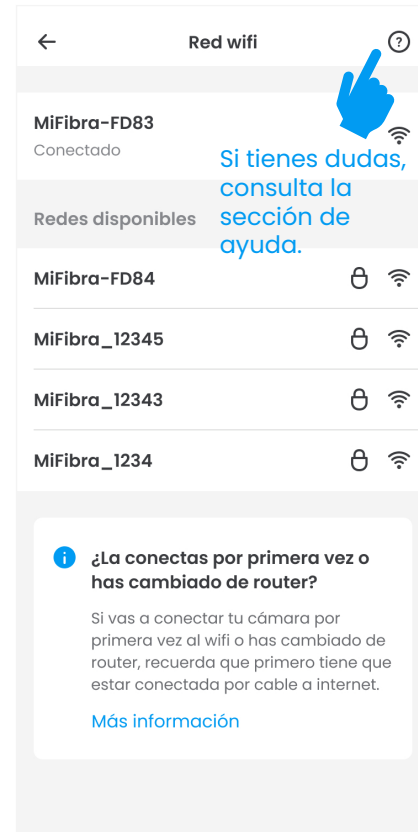 Red wifi
?
MiFibra-FD83
Conectado
Si tienes dudas,
consulta la
sección de
ayuda.
Redes disponibles
MiFibra-FD84
MiFibra_12345
MiFibra_12343
MiFibra_1234
i
¿La conectas por primera vez o
has cambiado de router?
Si vas a conectar tu cámara por
primera vez al wifi o has cambiado de
router, recuerda que primero tiene que
estar conectada por cable a internet.
Más información